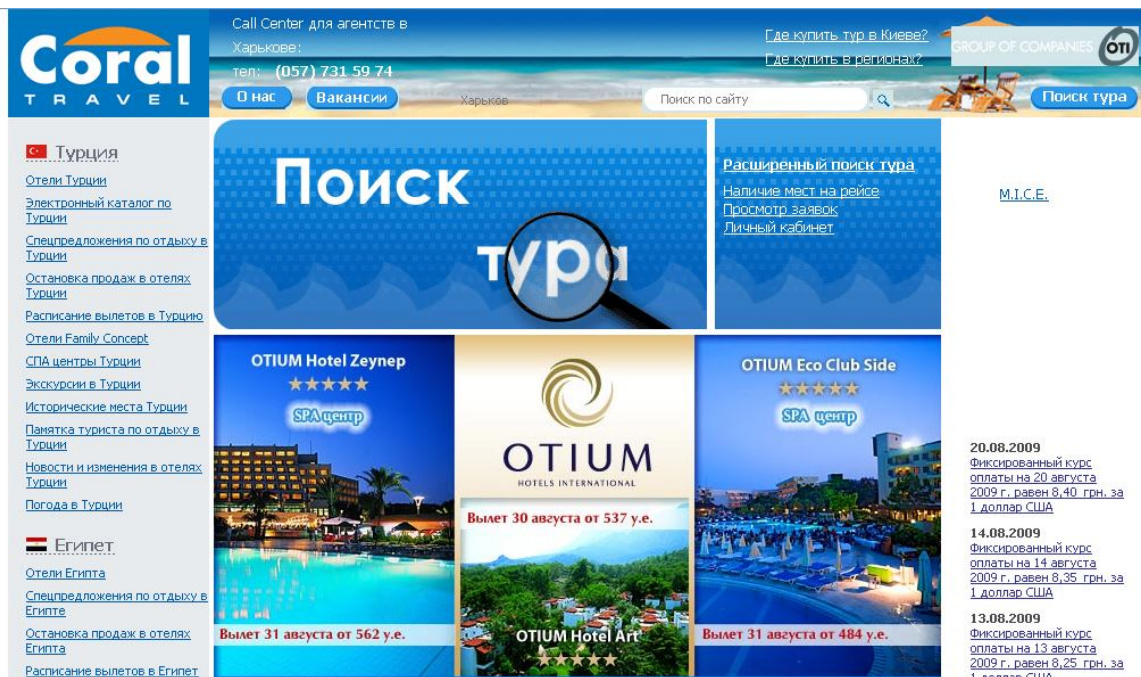 Coral
TRAVEL
Call Center для агентств в
Харькове:
тел: (057) 731 59 74
О нас
Вакансии
Харьков
Где купить тур в Киеве?
Где купить в регионах?
Поиск по сайту
GROUP OF COMPANIES OTI
Поиск тура
Турция
Отели Турции
Электронный каталог по
Турции
Спецпредложения по отдыху в
Турции
Остановка продаж в отелях
Турции
Расписание вылетов в Турцию
Отели Family Concept
СПА центры Турции
Экскурсии в Турции
Исторические места Турции
Памятка туриста по отдыху в
Турции
Новости и изменения в отелях
Турции
Погода в Турции
Египет
Отели Египта
Спецпредложения по отдыху в
Египте
Остановка продаж в отелях
Египта
Расписание вылетов в Египет
Поиск
тура
Расширенный поиск тура
Наличие мест на рейсе
Просмотр заявок
Личный кабинет
M.I.C.E.
OTIUM Hotel Zeynep
SPA центр
Вылет 31 августа от 562 у.е.
OTIUM
HOTELS INTERNATIONAL
Вылет 30 августа от 537 у.е.
OTIUM Hotel Art
OTIUM Eco Club Side
SPA центр
Вылет 31 августа от 484 у.е.
20.08.2009
Фиксированный курс
оплаты на 20 августа
2009 г. равен 8,40 грн. за
1 доллар США
14.08.2009
Фиксированный курс
оплаты на 14 августа
2009 г. равен 8,35 грн. за
1 доллар США
13.08.2009
Фиксированный курс
оплаты на 13 августа
2009 г. равен 8,25 грн. за
1 доллар США